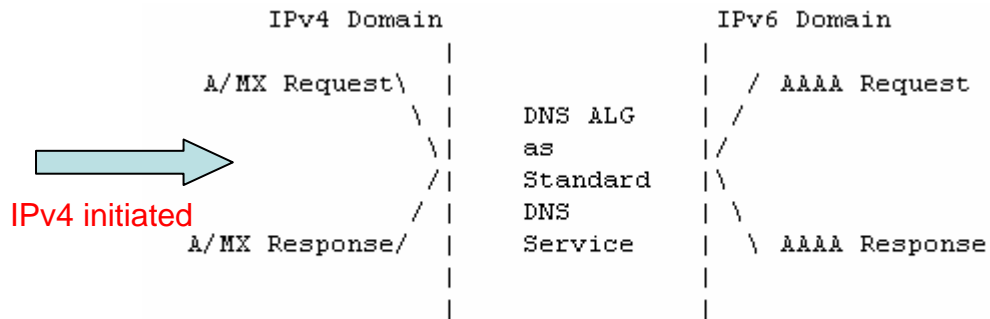 IPv4 Domain IPv6 Domain
A/MX Request\ | | / AAAA Request
\ | DNS ALG | /
\| as |/
/| Standard |\
IPv4 initiated / | DNS | \
A/MX Response/ | Service | \ AAAA Response